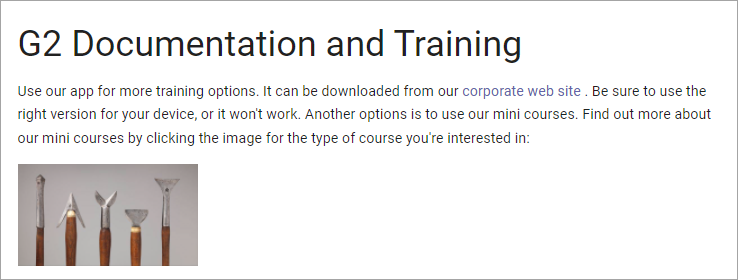 G2 Documentation and Training
Use our app for more training options. It can be downloaded from our corporate web site . Be sure to use the
right version for your device, or it won't work. Another options is to use our mini courses. Find out more about
our mini courses by clicking the image for the type of course you're interested in: